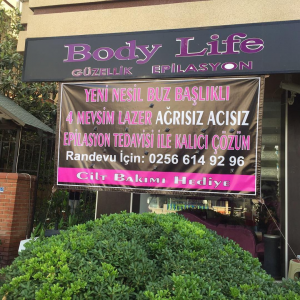 Body Life
GÜZELLİK EPİLASYON
YENİ NESİL BUZ BAŞLIKLI
4 MEVSİM LAZER AĞRISIZ ACISIZ
EPİLASYON TEDAVİSİ İLE KALICI ÇÖZÜM
Randevu İçin: 0256 614 92 96
Cilt Bakımı Hediye